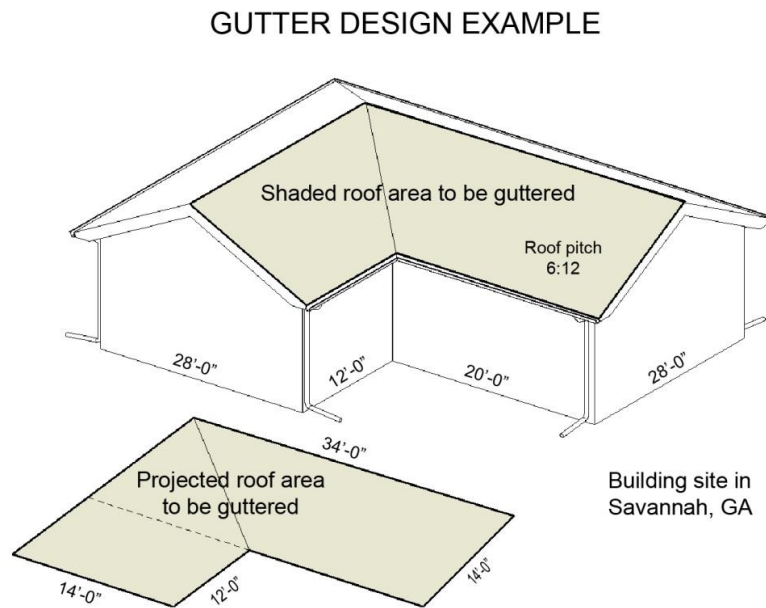 GUTTER DESIGN EXAMPLE
Shaded roof area to be guttered
Roof pitch
6:12
28’-0”
12’-0”
20’-0”
28’-0”
34’-0”
Projected roof area
to be guttered
Building site in
Savannah, GA
14’-0”
12’-0”
14’-0”